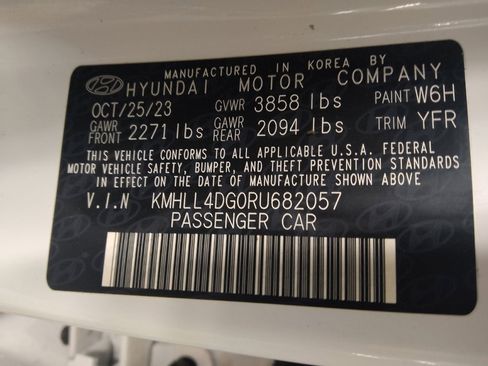 MANUFACTURED IN KOREA BY
HYUNDAI MOTOR COMPANY
OCT/25/23 GVWR 3858 lbs PAINT W6H
GAWR FRONT 2271 lbs GAWR REAR 2094 lbs TRIM YFR
THIS VEHICLE CONFORMS TO ALL APPLICABLE U.S.A. FEDERAL
MOTOR VEHICLE SAFETY, BUMPER, AND THEFT PREVENTION STANDARDS
IN EFFECT ON THE DATE OF MANUFACTURE SHOWN ABOVE
V.I.N KMHLL4DG0RU682057
PASSENGER CAR